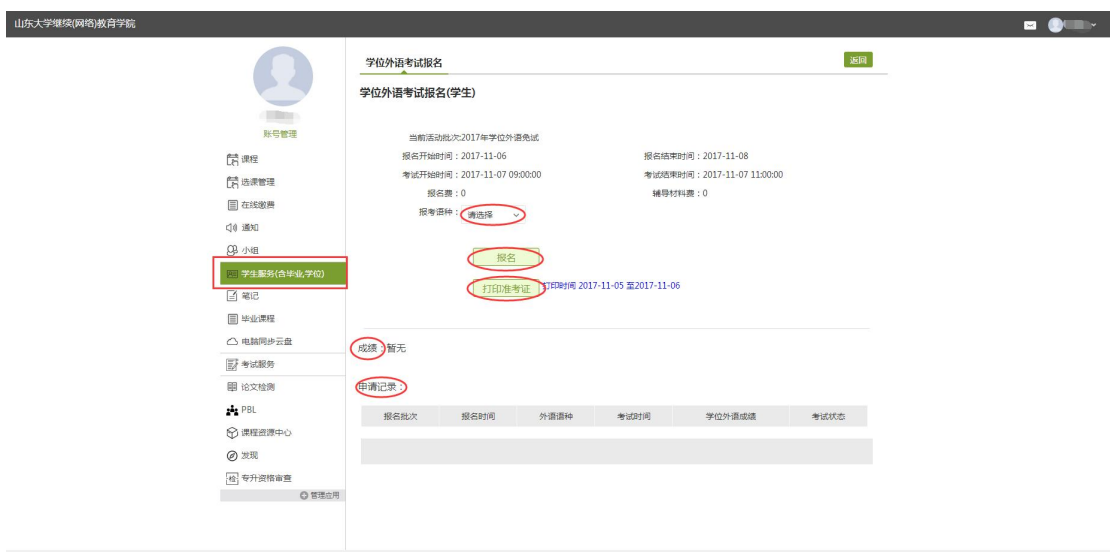 山东大学继续(网络)教育学院
账号管理
课程
选课管理
在线缴费
通知
小组
学生服务(含毕业,学位)
笔记
毕业课程
电脑同步云盘
考试服务
论文检测
PBL
课程资源中心
发现
检 专升资格审查
管理应用
学位外语考试报名 返回
学位外语考试报名(学生)
当前活动批次:2017年学位外语免试
报名开始时间：2017-11-06 报名结束时间：2017-11-08
考试开始时间：2017-11-07 09:00:00 考试结束时间：2017-11-07 11:00:00
报名费：0 辅导材料费：0
报考语种： 请选择
报名
打印准考证 打印时间 2017-11-05 至2017-11-06
成绩：暂无
申请记录：
报名批次 报名时间 外语语种 考试时间 学位外语成绩 考试状态